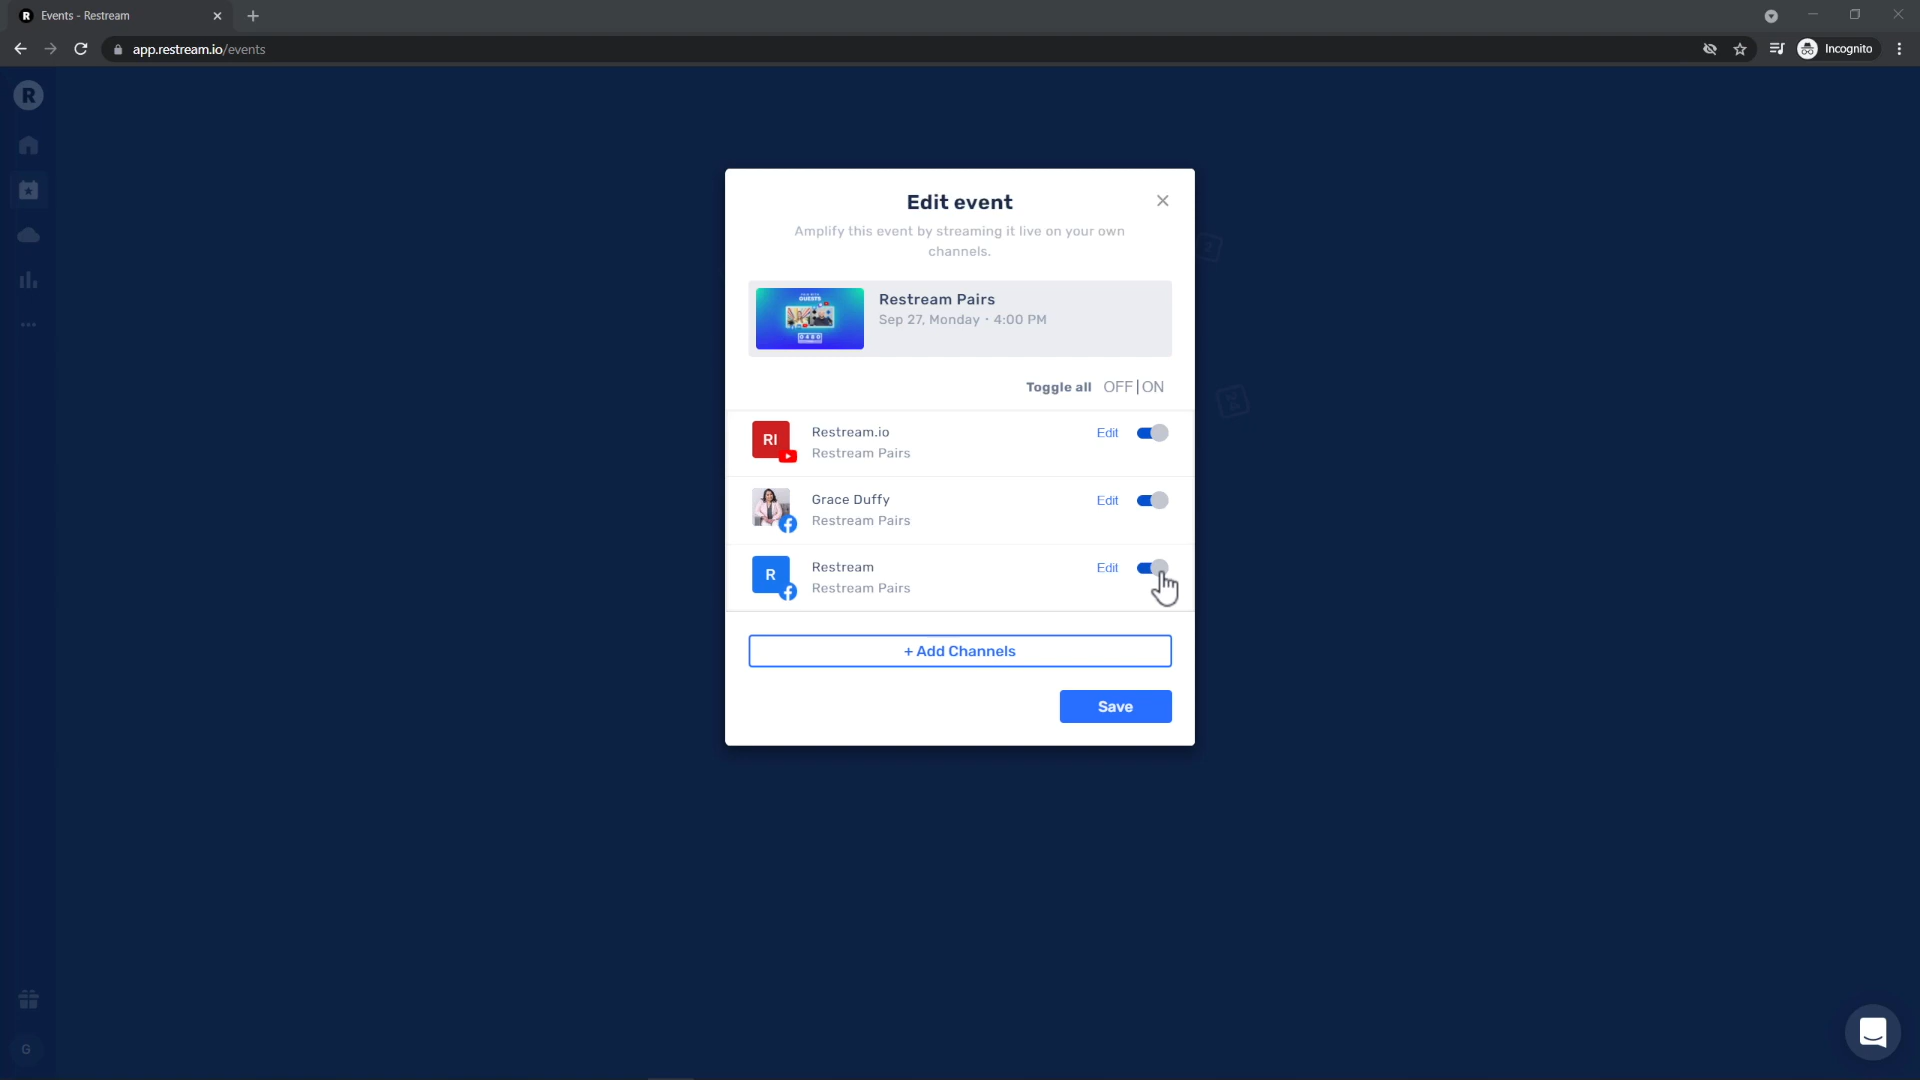 R Events - Restream
app.restream.io/events
Incognito
R
Edit event
Amplify this event by streaming it live on your own
channels.
GUESTS
Restream Pairs
Sep 27, Monday · 4:00 PM
Toggle all OFF|ON
RI
Restream.io
Edit
Restream Pairs
Grace Duffy
Edit
Restream Pairs
R
Restream
Edit
Restream Pairs
+ Add Channels
Save
G